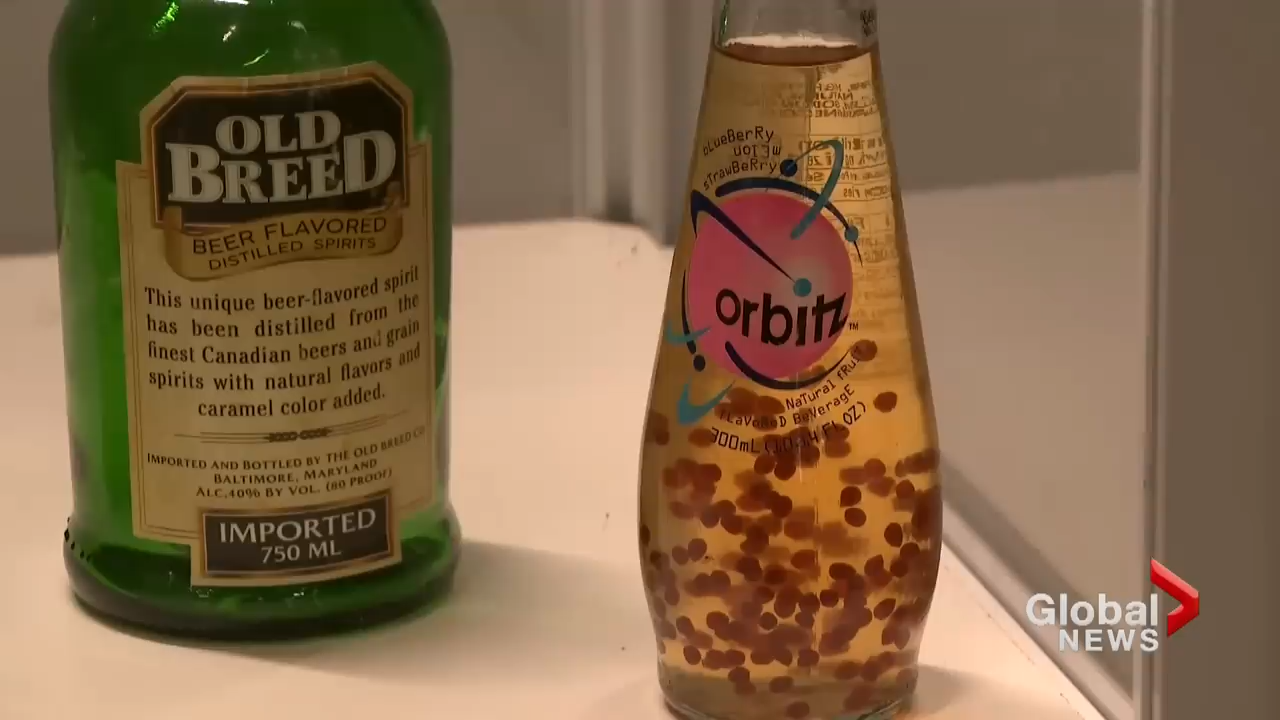 OLD
BREED
BEER FLAVORED
DISTILLED SPIRITS
This unique beer-flavored spirit
has been distilled from the
finest Canadian beers and grain
spirits with natural flavors and
caramel color added.
IMPORTED AND BOTTLED BY THE OLD BREED CO
BALTIMORE, MARYLAND
ALC.40% BY VOL. (80 PROOF)
IMPORTED
750 ML
bLueBeRRy
mELon
sTrawBeRRy
orbitz™
NaTural fRuiT
fLaVoReD BeVeragE
300mL (10.14 FL OZ)
Global
NEWS